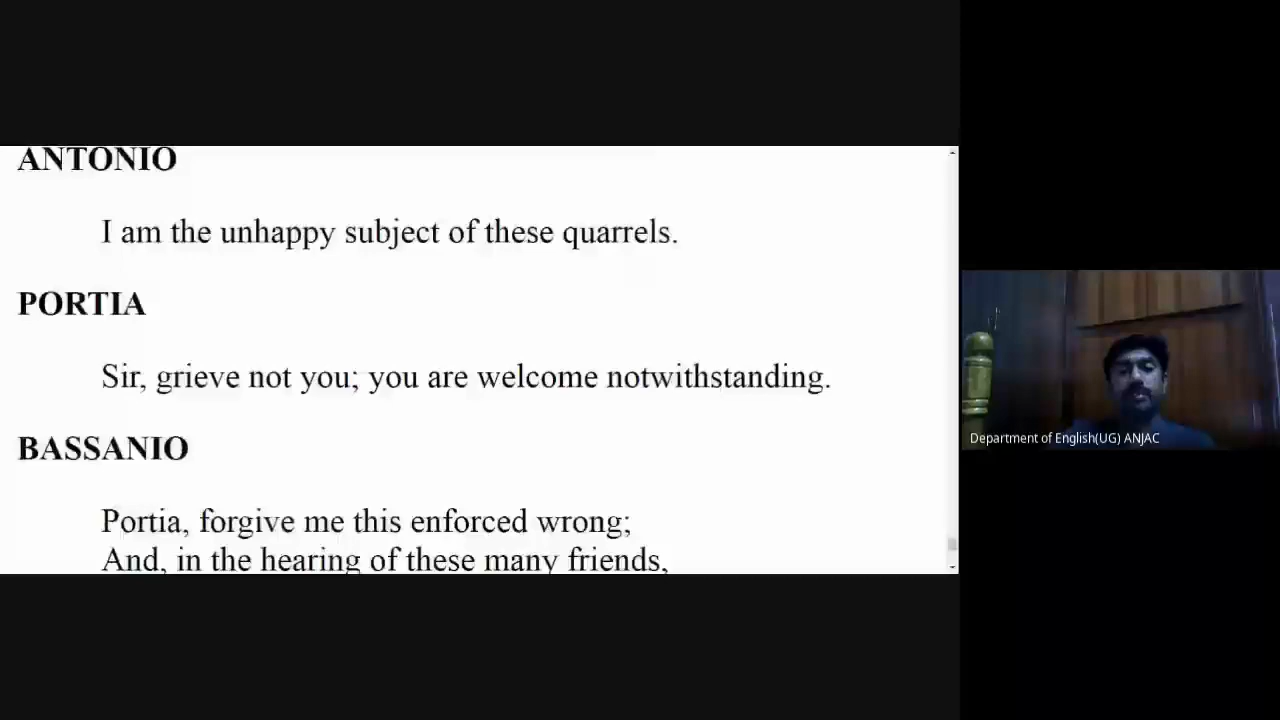 ANTONIO
I am the unhappy subject of these quarrels.
PORTIA
Sir, grieve not you; you are welcome notwithstanding.
BASSANIO
Portia, forgive me this enforced wrong;
And, in the hearing of these many friends,
Department of English(UG) ANJAC